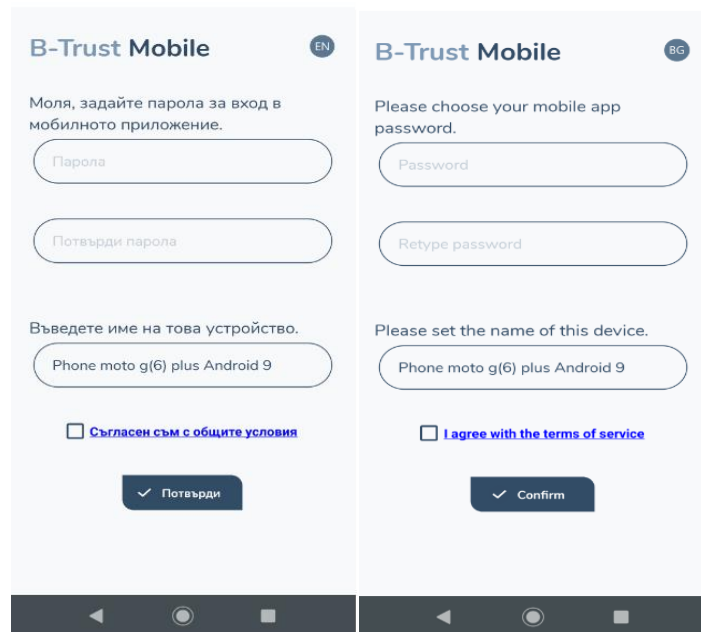 B-Trust Mobile
EN
Моля, задайте парола за вход в
мобилното приложение.
Парола
Потвърди парола
Въведете име на това устройство.
Phone moto g(6) plus Android 9
Съгласен съм с общите условия
Потвърди
B-Trust Mobile
BG
Please choose your mobile app
password.
Password
Retype password
Please set the name of this device.
Phone moto g(6) plus Android 9
I agree with the terms of service
Confirm